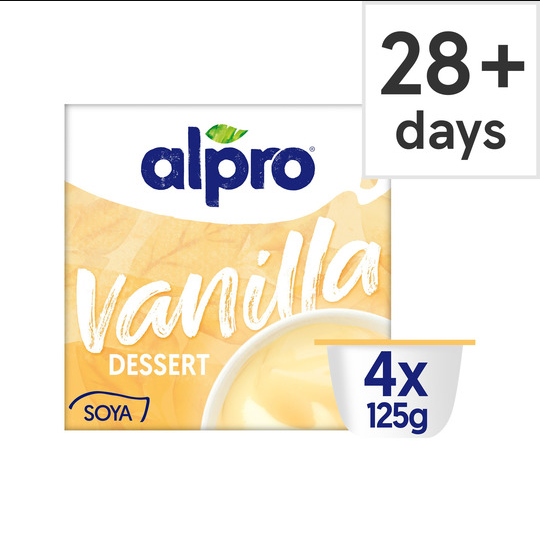 28+
days
alpro®
vanilla
DESSERT
SOYA
4x
125g